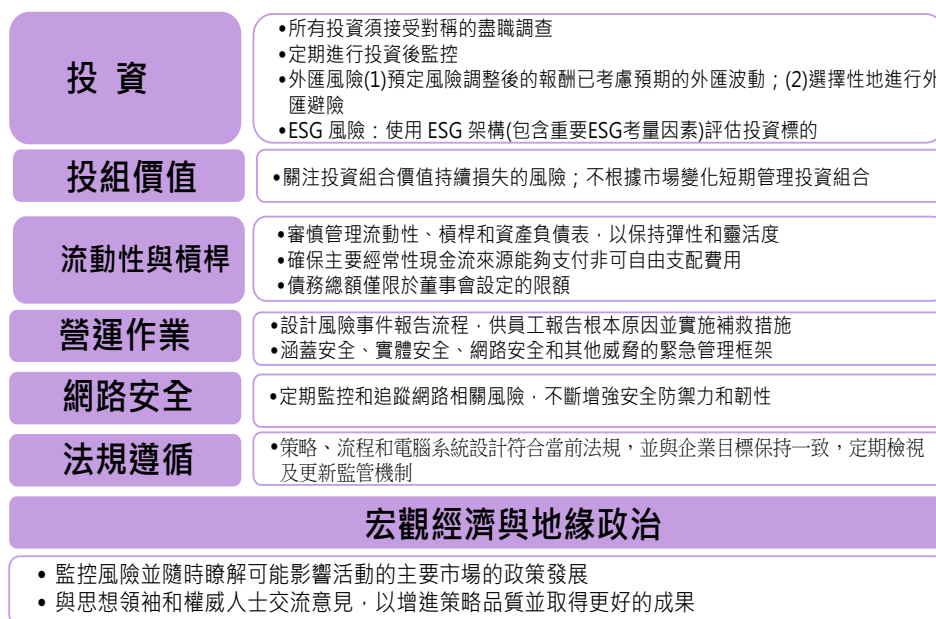 投 資
•所有投資須接受對稱的盡職調查
•定期進行投資後監控
•外匯風險(1)預定風險調整後的報酬已考慮預期的外匯波動；(2)選擇性地進行外
匯避險
•ESG 風險：使用 ESG 架構(包含重要ESG考量因素)評估投資標的
投組價值
•關注投資組合價值持續損失的風險；不根據市場變化短期管理投資組合
流動性與槓桿
•審慎管理流動性、槓桿和資產負債表，以保持彈性和靈活度
•確保主要經常性現金流來源能夠支付非可自由支配費用
•債務總額僅限於董事會設定的限額
營運作業
•設計風險事件報告流程，供員工報告根本原因並實施補救措施
•涵蓋安全、實體安全、網路安全和其他威脅的緊急管理框架
網路安全
•定期監控和追蹤網路相關風險，不斷增強安全防禦力和韌性
法規遵循
•策略、流程和電腦系統設計符合當前法規，並與企業目標保持一致，定期檢視
及更新監管機制
宏觀經濟與地緣政治
• 監控風險並隨時瞭解可能影響活動的主要市場的政策發展
• 與思想領袖和權威人士交流意見，以增進策略品質並取得更好的成果